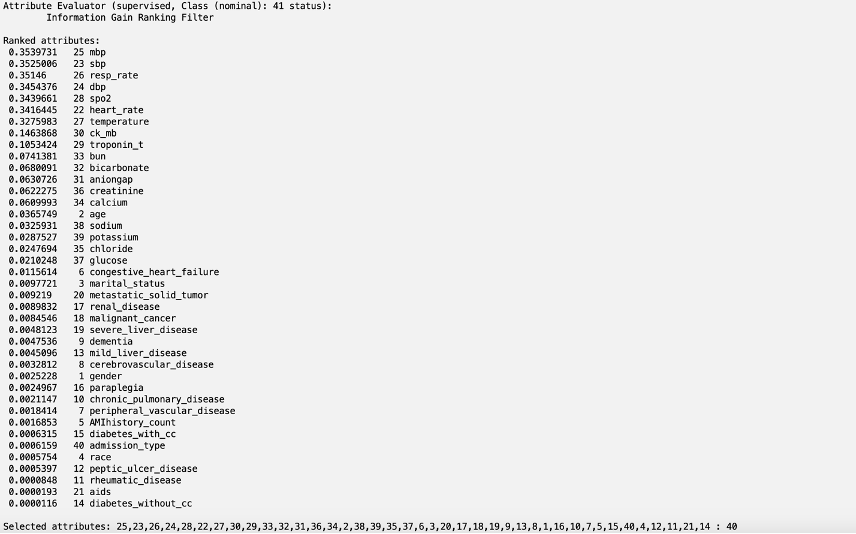 Attribute Evaluator (supervised, Class (nominal): 41 status):
Information Gain Ranking Filter
Ranked attributes:
0.3539731 25 mbp
0.3525006 23 sbp
0.35146 26 resp_rate
0.3454376 24 dbp
0.3439661 28 spo2
0.3416445 22 heart_rate
0.3275983 27 temperature
0.1463868 30 ck_mb
0.1053424 29 troponin_t
0.0741381 33 bun
0.0680091 32 bicarbonate
0.0630726 31 aniongap
0.0622275 36 creatinine
0.0609993 34 calcium
0.0365749 2 age
0.0325931 38 sodium
0.0287527 39 potassium
0.0247694 35 chloride
0.0210248 37 glucose
0.0115614 6 congestive_heart_failure
0.0097721 3 marital_status
0.009219 20 metastatic_solid_tumor
0.0089832 17 renal_disease
0.0084546 18 malignant_cancer
0.0048123 19 severe_liver_disease
0.0047536 9 dementia
0.0045096 13 mild_liver_disease
0.0032812 8 cerebrovascular_disease
0.0025228 1 gender
0.0024967 16 paraplegia
0.0021147 10 chronic_pulmonary_disease
0.0018414 7 peripheral_vascular_disease
0.0016853 5 AMIhistory_count
0.0006315 15 diabetes_with_cc
0.0006159 40 admission_type
0.0005754 4 race
0.0005397 12 peptic_ulcer_disease
0.0000848 11 rheumatic_disease
0.0000193 21 aids
0.0000116 14 diabetes_without_cc
Selected attributes: 25,23,26,24,28,22,27,30,29,33,32,31,36,34,2,38,39,35,37,6,3,20,17,18,19,9,13,8,1,16,10,7,5,15,40,4,12,11,21,14 : 40